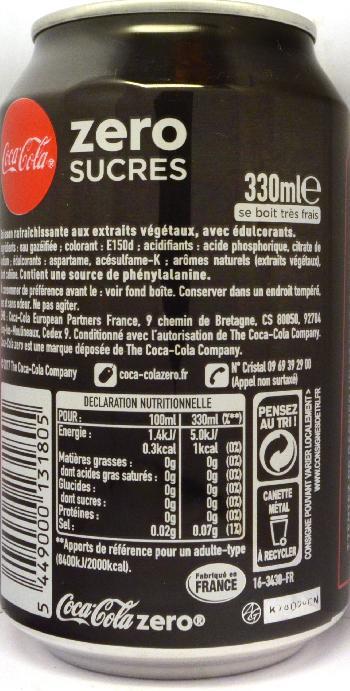 Coca-Cola®
zero
SUCRES
330ml e
se boit très frais
rafraîchissante aux extraits végétaux, avec édulcorants.
: eau gazéifiée ; colorant : E150d ; acidifiants : acide phosphorique, citrate de
édulcorants : aspartame, acésulfame-K ; arômes naturels (extraits végétaux),
caféine. Contient une source de phénylalanine.
consommer de préférence avant le : voir fond boîte. Conserver dans un endroit tempéré,
et sans odeur. Ne pas agiter.
Coca-Cola European Partners France, 9 chemin de Bretagne, CS 80050, 92784
Issy-les-Moulineaux, Cedex 9. Conditionné avec l'autorisation de The Coca-Cola Company.
Coca-Cola zero est une marque déposée de The Coca-Cola Company.
©2017 The Coca-Cola Company
coca-colazero.fr
N° Cristal 09 69 39 29 00
(Appel non surtaxé)
DECLARATION NUTRITIONNELLE
POUR : 100ml 330ml (%**)
Energie : 1.4kJ/ 5.0kJ/
0.3kcal 1kcal (0%)
Matières grasses : 0g 0g (0%)
dont acides gras saturés : 0g 0g (0%)
Glucides : 0g 0g (0%)
dont sucres : 0g 0g (0%)
Protéines : 0g 0g (0%)
Sel : 0.02g 0.07g (1%)
**Apports de référence pour un adulte-type
(8400kJ/2000kcal).
PENSEZ
AU TRI !
CANETTE
MÉTAL
À RECYCLER
CONSIGNE POUVANT VARIER LOCALEMENT >
WWW.CONSIGNESDETRI.FR
5 449000 131805
Fabriqué en
FRANCE
16-3430-FR
Coca-Cola zero®